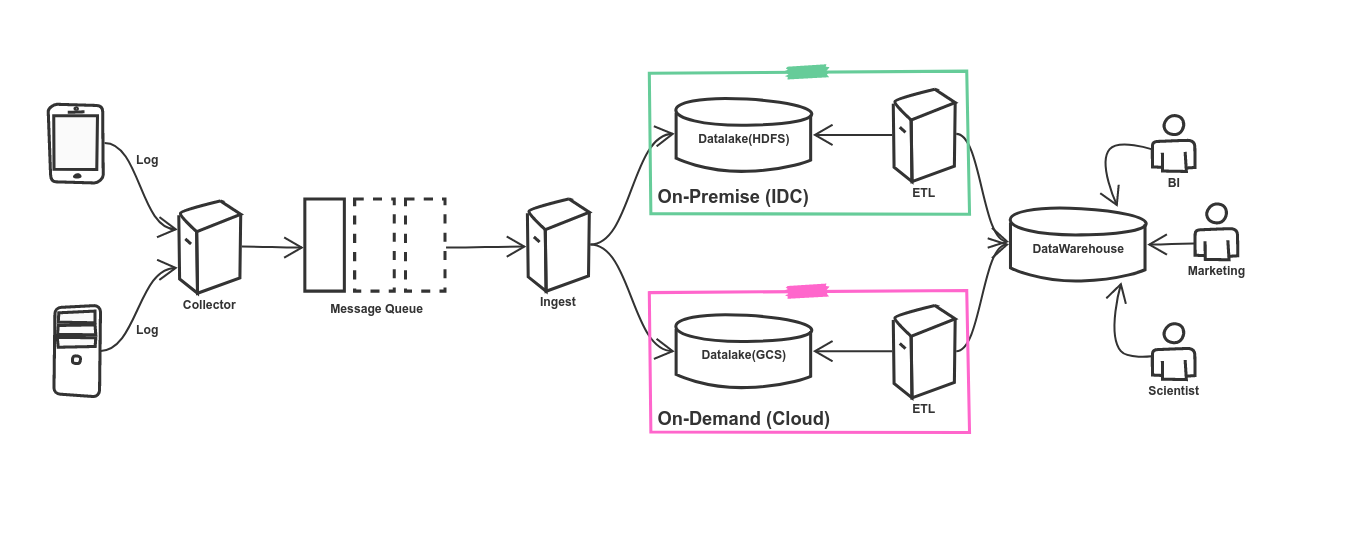 Log
Log
Collector
Message Queue
Ingest
Datalake(HDFS)
ETL
On-Premise (IDC)
Datalake(GCS)
ETL
On-Demand (Cloud)
DataWarehouse
BI
Marketing
Scientist